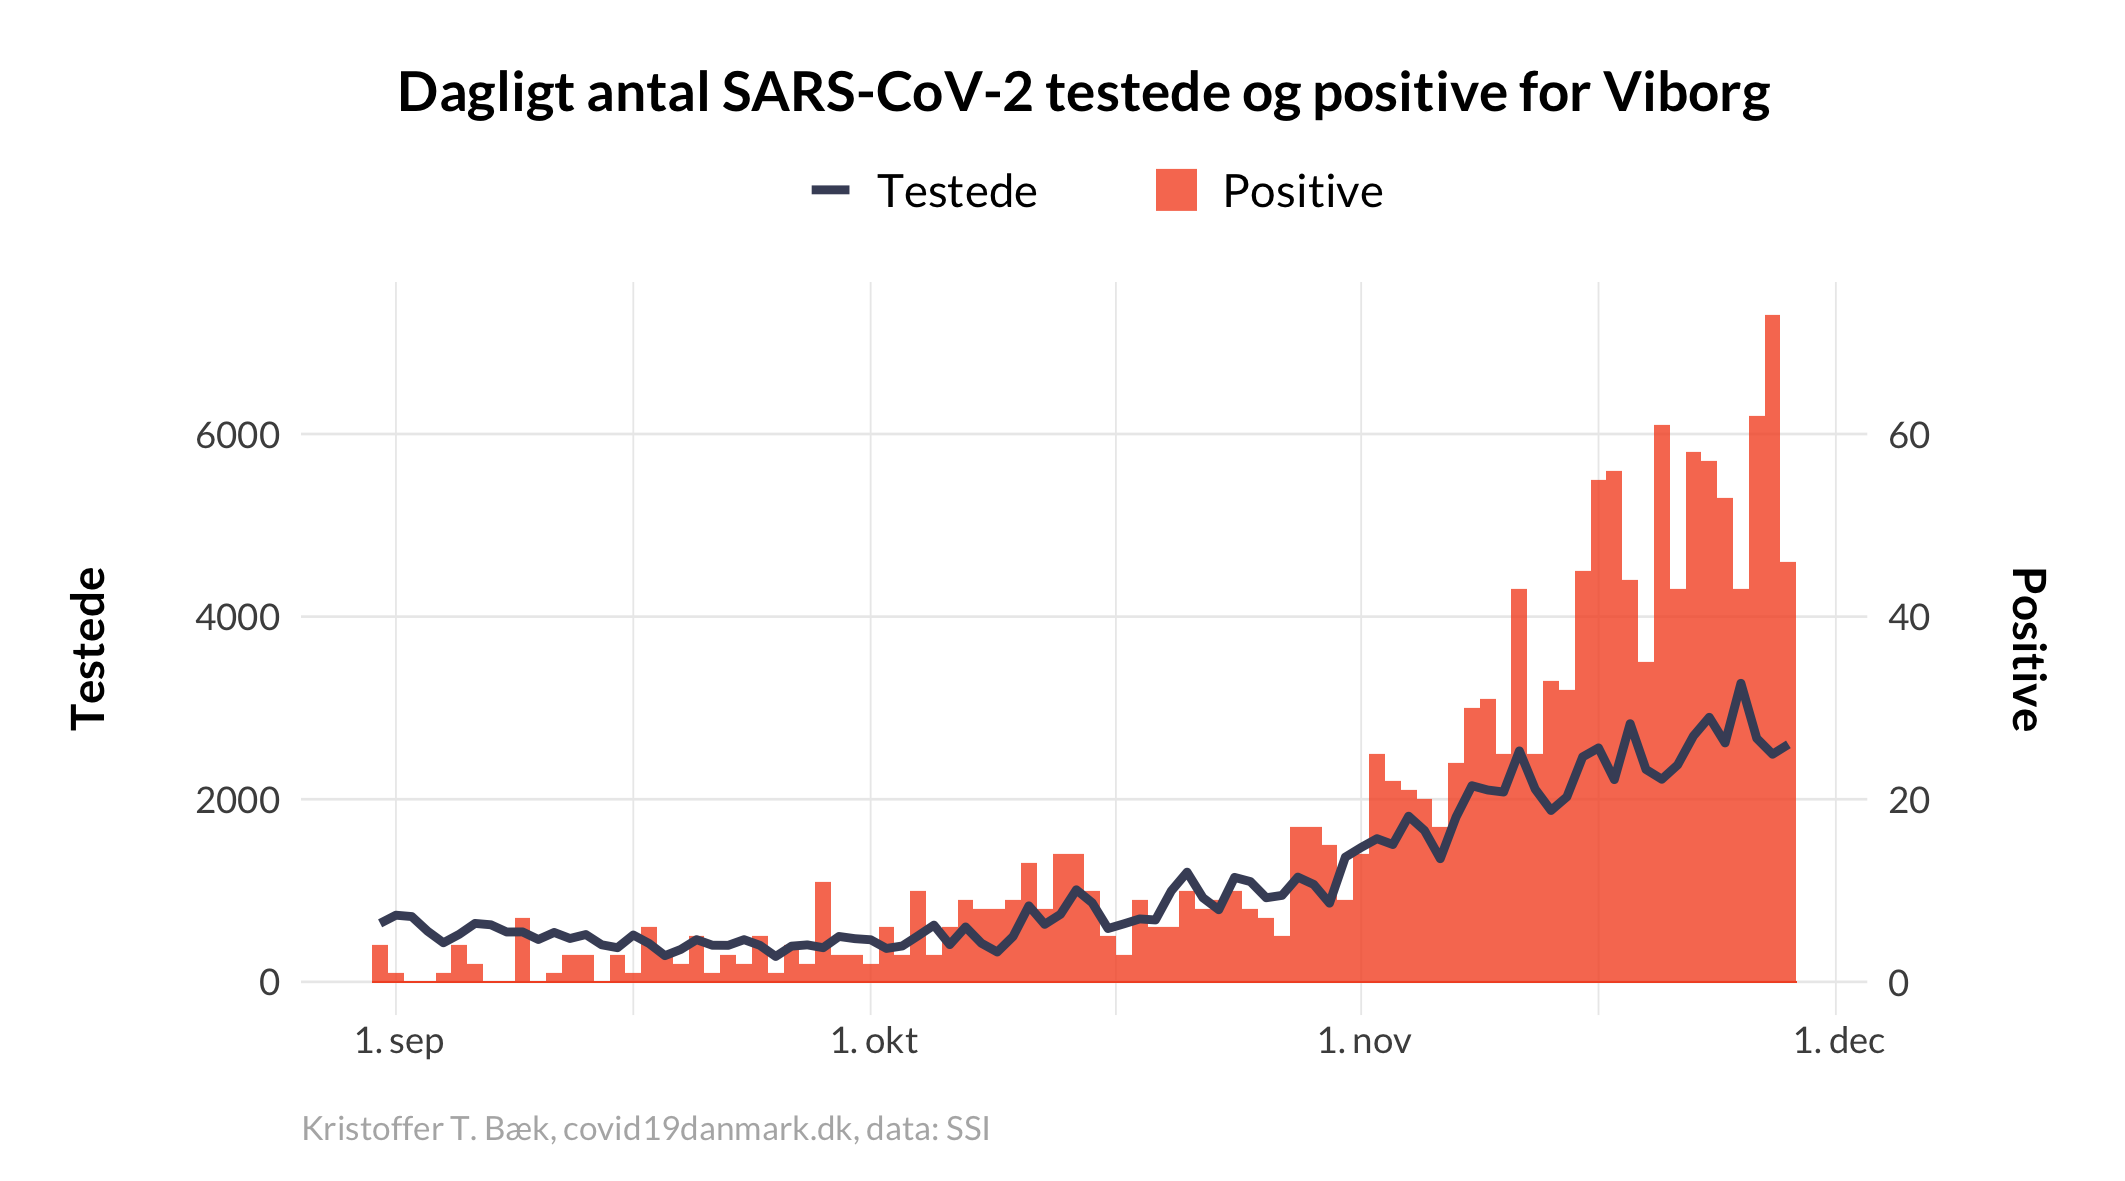 Dagligt antal SARS-CoV-2 testede og positive for Viborg
Testede
Positive
6000
4000
2000
0
Testede
60
40
20
0
Positive
1. sep
1. okt
1. nov
1. dec
Kristoffer T. Bæk, covid19danmark.dk, data: SSI